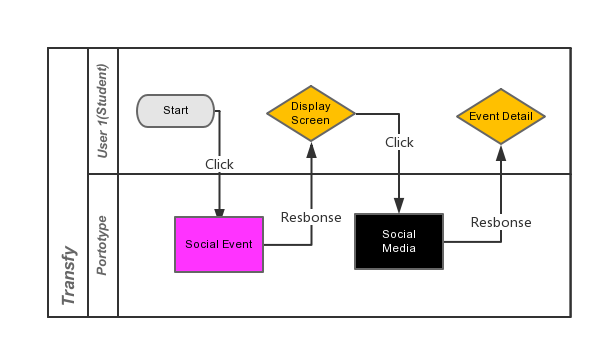 Transfy
User 1(Student)
Start
Display
Screen
Event Detail
Click
Click
Portotype
Social Event
Resbonse
Social
Media
Resbonse